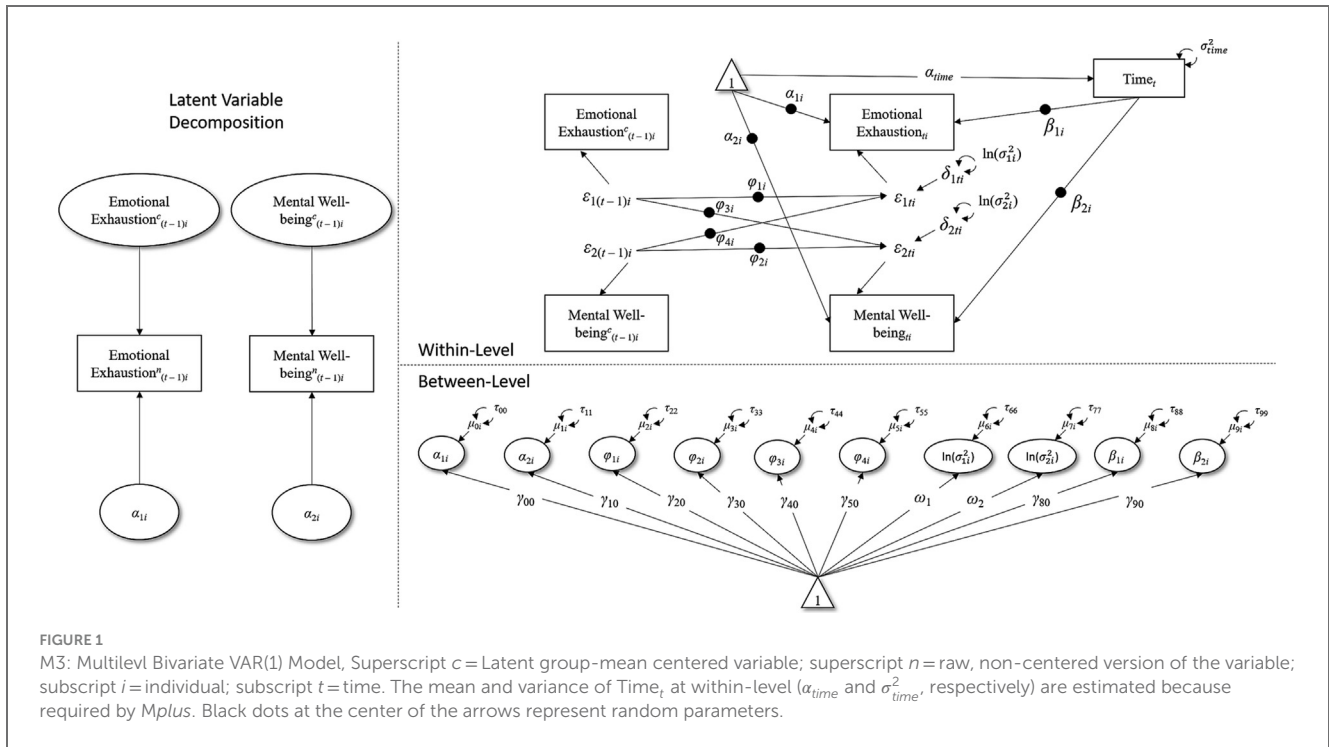 Latent Variable
Decomposition
Emotional
Exhaustion^c_(t−1)i
Mental Well-
being^c_(t−1)i
Emotional
Exhaustion^n_(t−1)i
Mental Well-
being^n_(t−1)i
α_1i
α_2i
1
α_time
Time_t
σ²_time
α_1i
α_2i
Emotional
Exhaustion^c_(t−1)i
Emotional
Exhaustion_ti
β_1i
β_2i
ln(σ²_1i)
δ_1ti
ε_1(t−1)i
φ_1i
ε_1ti
φ_3i
ln(σ²_2i)
δ_2ti
φ_4i
ε_2(t−1)i
φ_2i
ε_2ti
Mental Well-
being^c_(t−1)i
Mental Well-
being_ti
Within-Level
Between-Level
τ_00 τ_11 τ_22 τ_33 τ_44 τ_55 τ_66 τ_77 τ_88 τ_99
μ_0i μ_1i μ_2i μ_3i μ_4i μ_5i μ_6i μ_7i μ_8i μ_9i
α_1i α_2i φ_1i φ_2i φ_3i φ_4i ln(σ²_1i) ln(σ²_2i) β_1i β_2i
γ_00 γ_10 γ_20 γ_30 γ_40 γ_50 ω_1 ω_2 γ_80 γ_90
1
FIGURE 1
M3: Multilevl Bivariate VAR(1) Model, Superscript c = Latent group-mean centered variable; superscript n = raw, non-centered version of the variable;
subscript i = individual; subscript t = time. The mean and variance of Time_t at within-level (α_time and σ²_time, respectively) are estimated because
required by Mplus. Black dots at the center of the arrows represent random parameters.